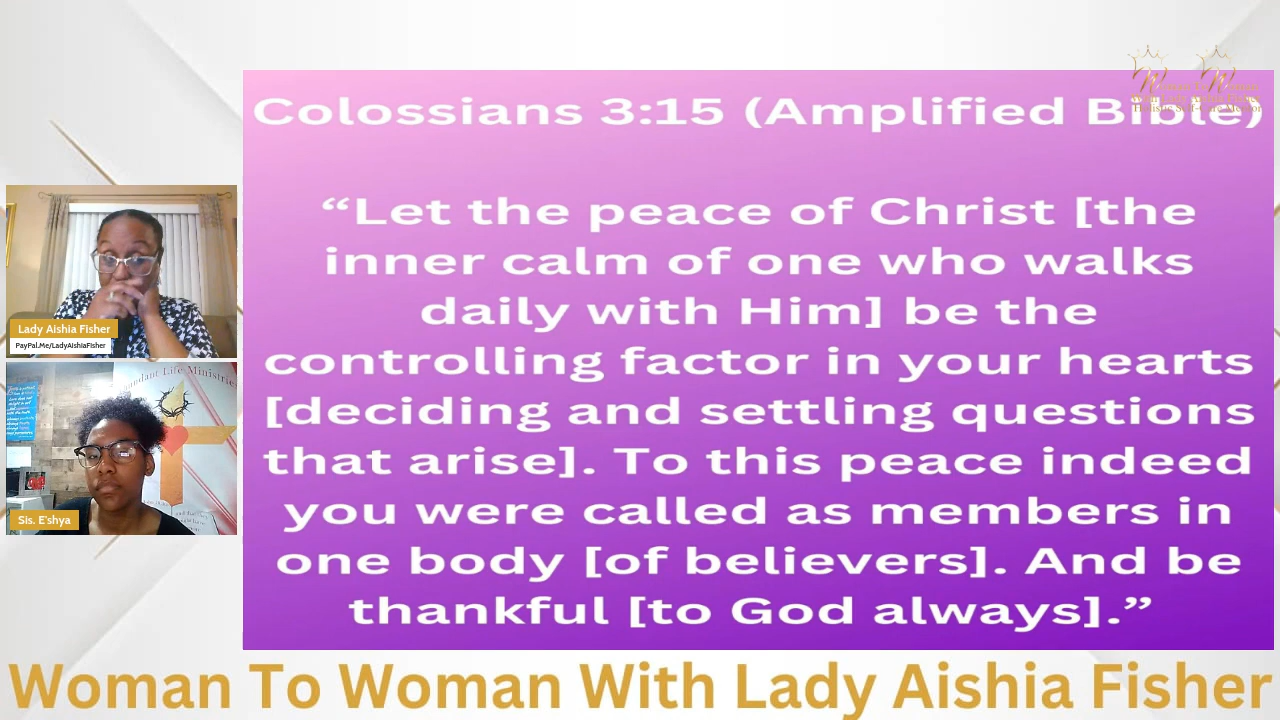 Colossians 3:15 (Amplified Bible)
“Let the peace of Christ [the
inner calm of one who walks
daily with Him] be the
controlling factor in your hearts
[deciding and settling questions
that arise]. To this peace indeed
you were called as members in
one body [of believers]. And be
thankful [to God always].”
Lady Aishia Fisher
PayPal.Me/LadyAishiaFisher
Life Ministries
Sis. E'shya
Woman To Woman With Lady Aishia Fisher